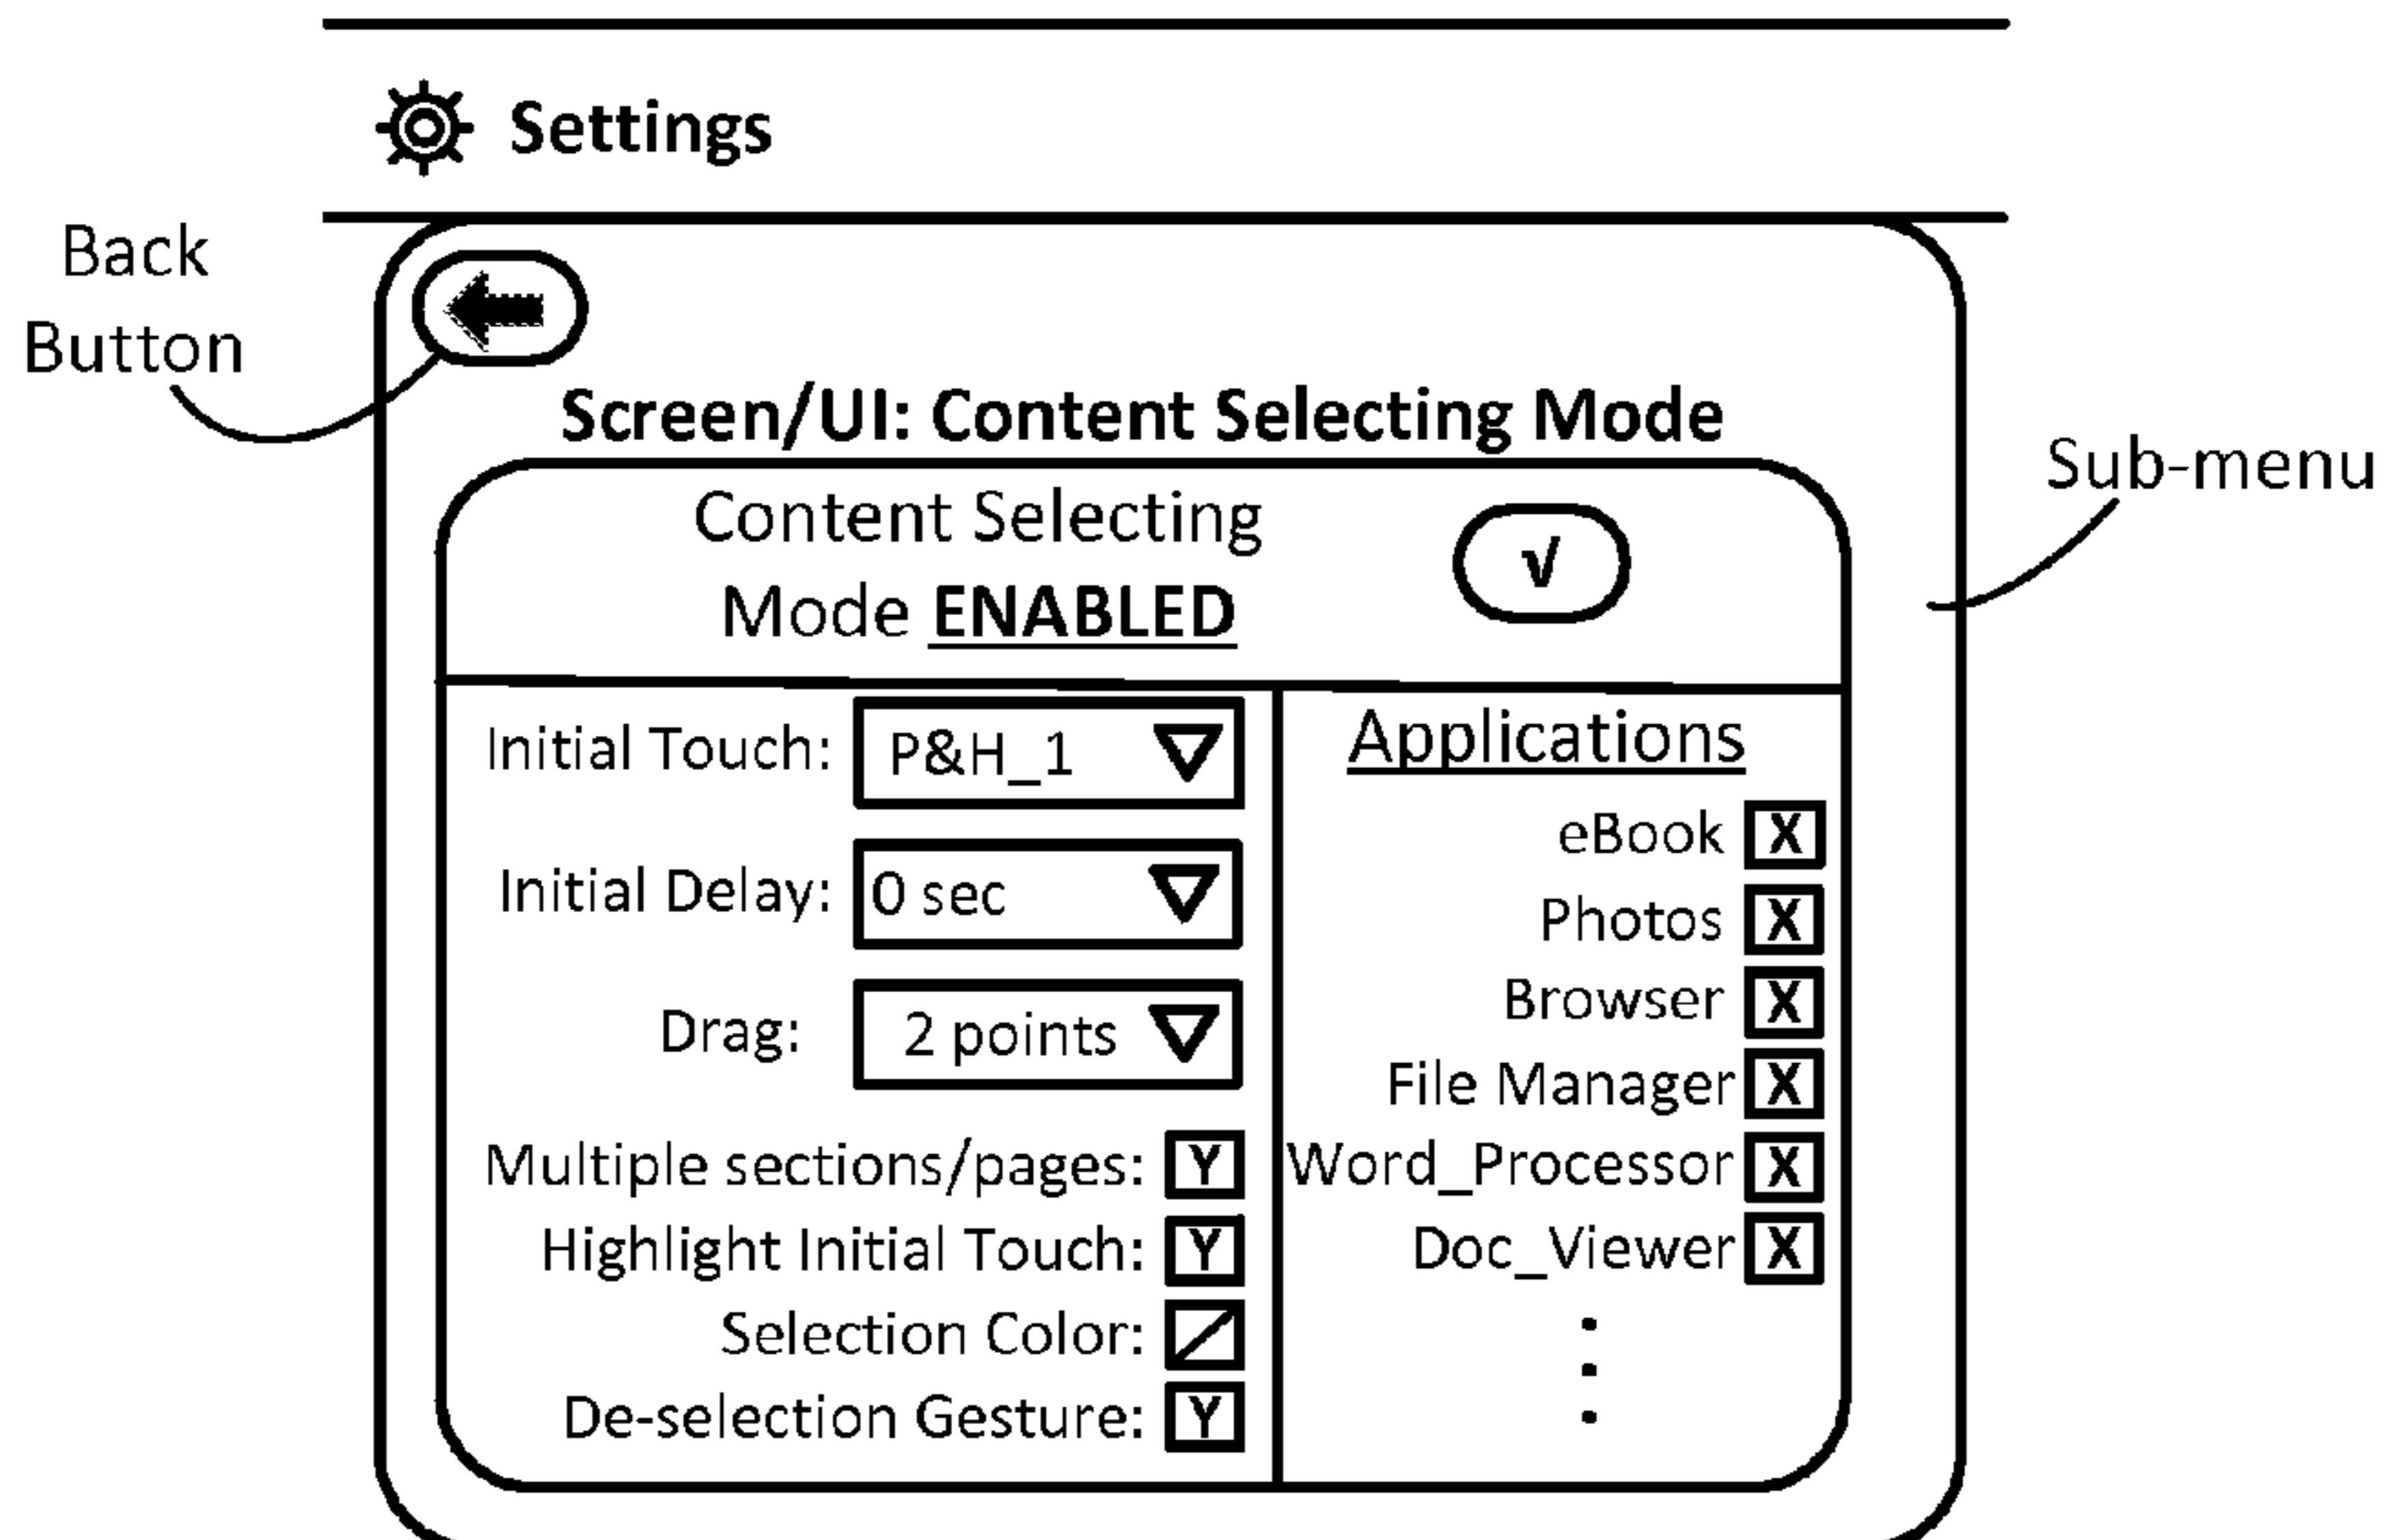 Settings
Back
Button
Screen/UI: Content Selecting Mode
Sub-menu
Content Selecting
√
Mode ENABLED
Initial Touch: P&H_1
Initial Delay: 0 sec
Drag: 2 points
Multiple sections/pages: Y
Highlight Initial Touch: Y
Selection Color:
De-selection Gesture: Y
Applications
eBook X
Photos X
Browser X
File Manager X
Word_Processor X
Doc_Viewer X